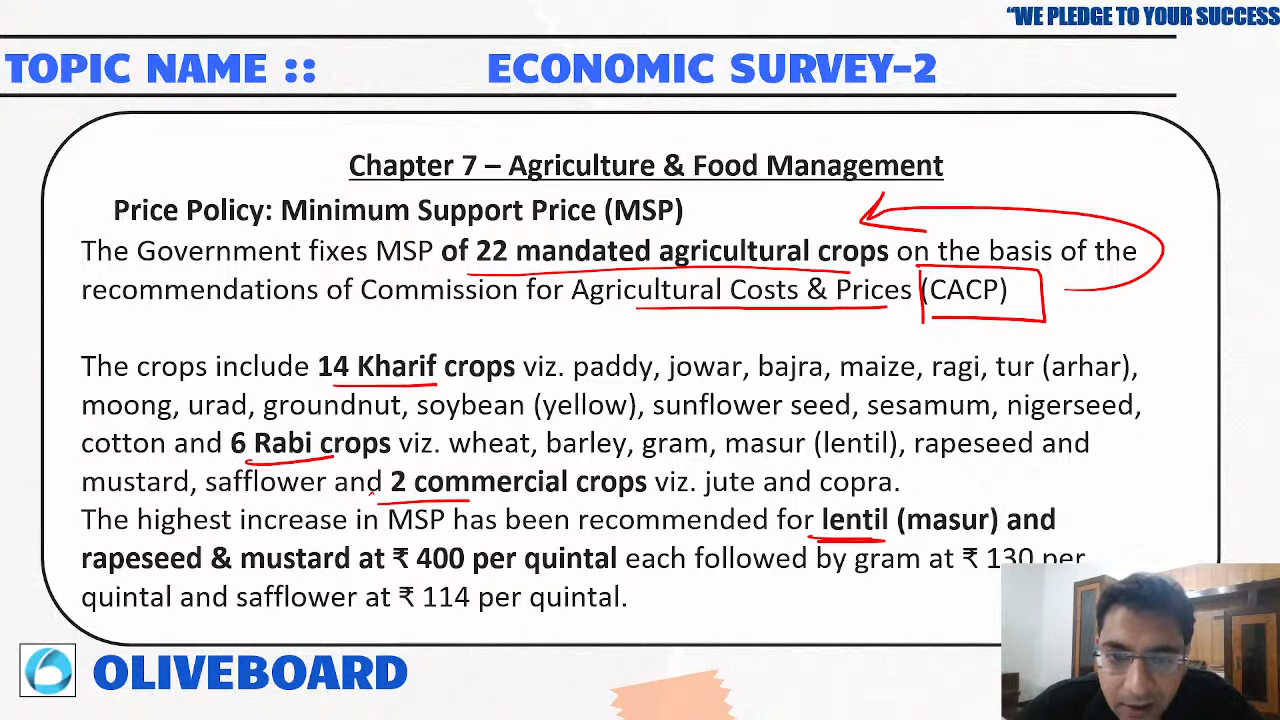 “WE PLEDGE TO YOUR SUCCESS
TOPIC NAME :: ECONOMIC SURVEY-2
Chapter 7 – Agriculture & Food Management
Price Policy: Minimum Support Price (MSP)
The Government fixes MSP of 22 mandated agricultural crops on the basis of the
recommendations of Commission for Agricultural Costs & Prices (CACP)
The crops include 14 Kharif crops viz. paddy, jowar, bajra, maize, ragi, tur (arhar),
moong, urad, groundnut, soybean (yellow), sunflower seed, sesamum, nigerseed,
cotton and 6 Rabi crops viz. wheat, barley, gram, masur (lentil), rapeseed and
mustard, safflower and 2 commercial crops viz. jute and copra.
The highest increase in MSP has been recommended for lentil (masur) and
rapeseed & mustard at ₹ 400 per quintal each followed by gram at ₹ 130 per
quintal and safflower at ₹ 114 per quintal.
OLIVEBOARD